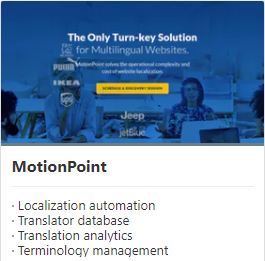 The Only Turn-key Solution
for Multilingual Websites.
MotionPoint solves the operational complexity and
cost of website localization.
PUMA
IKEA
SCHEDULE A DISCOVERY SESSION
ups
Jeep
jetBlue
MotionPoint
· Localization automation
· Translator database
· Translation analytics
· Terminology management